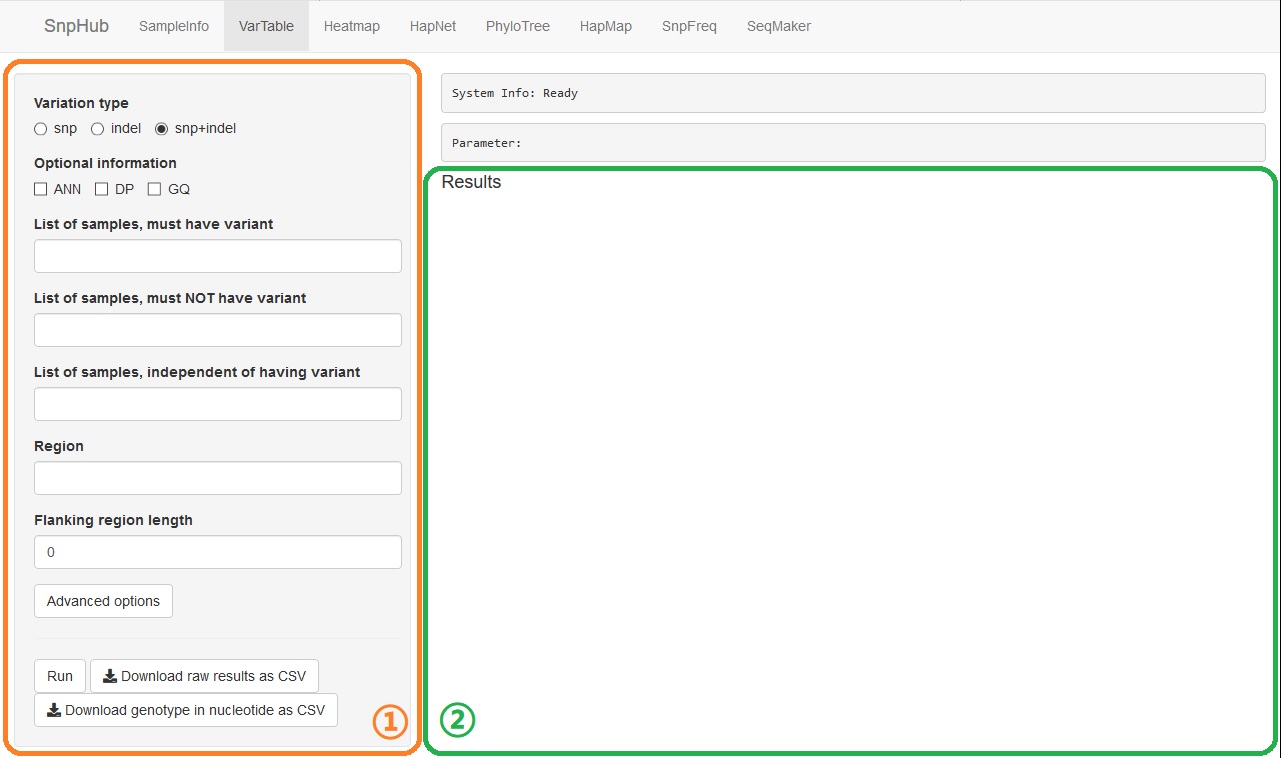 SnpHub SampleInfo VarTable Heatmap HapNet PhyloTree HapMap SnpFreq SeqMaker
Variation type
snp indel snp+indel
Optional information
ANN DP GQ
List of samples, must have variant
List of samples, must NOT have variant
List of samples, independent of having variant
Region
Flanking region length
0
Advanced options
Run Download raw results as CSV
Download genotype in nucleotide as CSV
①
System Info: Ready
Parameter:
Results
②